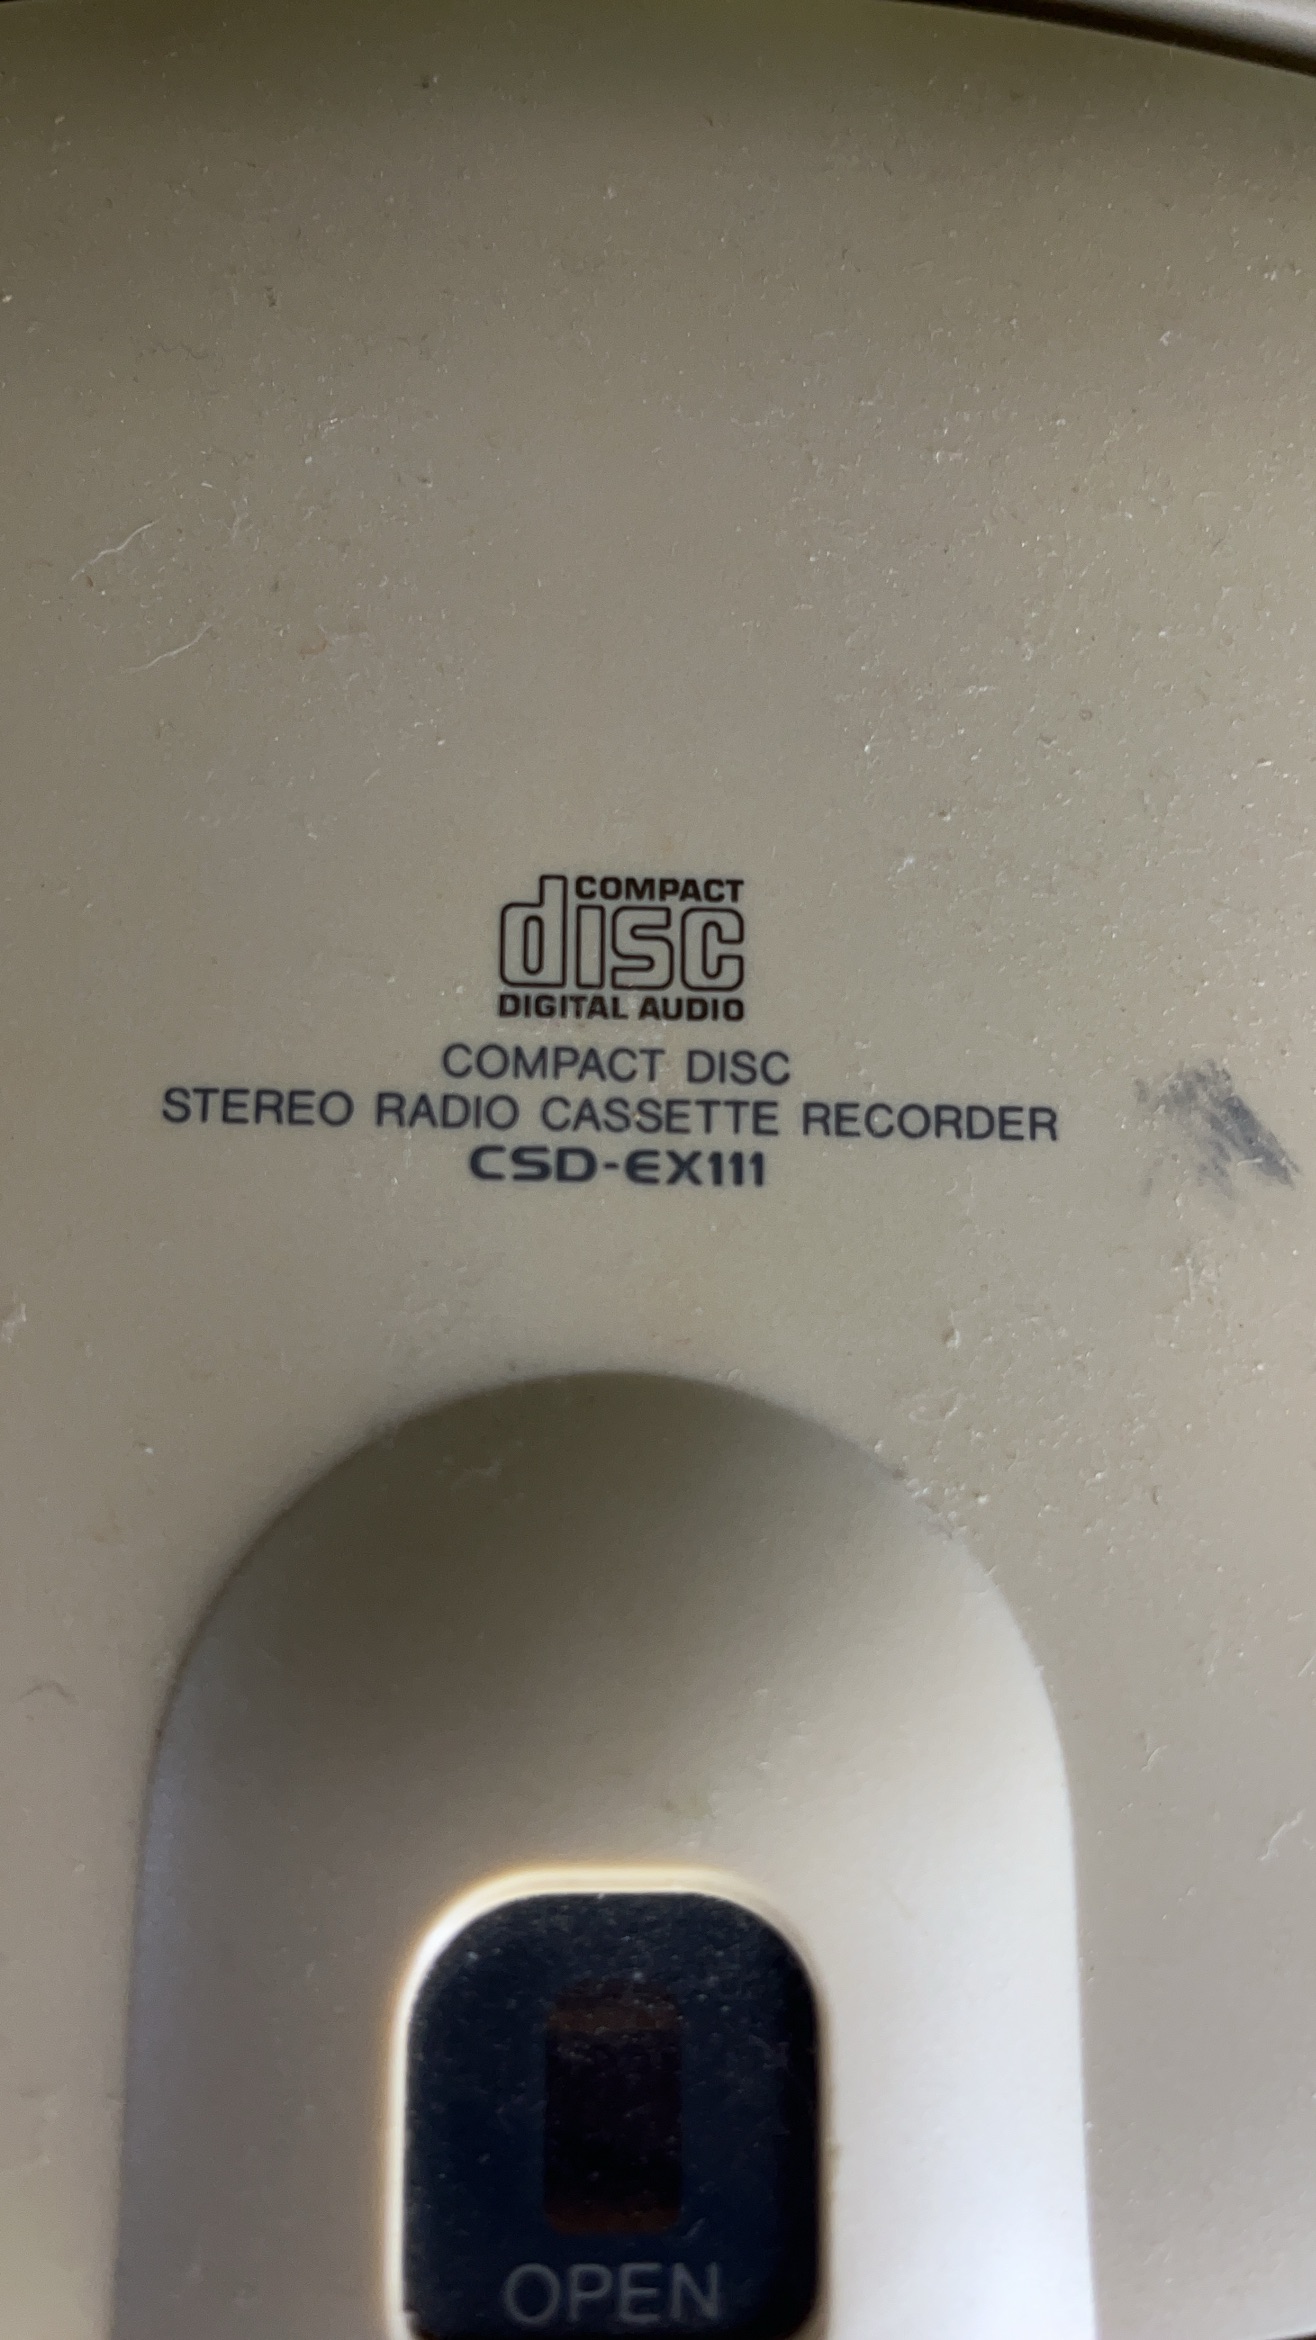 COMPACT
disc
DIGITAL AUDIO
COMPACT DISC
STEREO RADIO CASSETTE RECORDER
CSD-EX111
OPEN